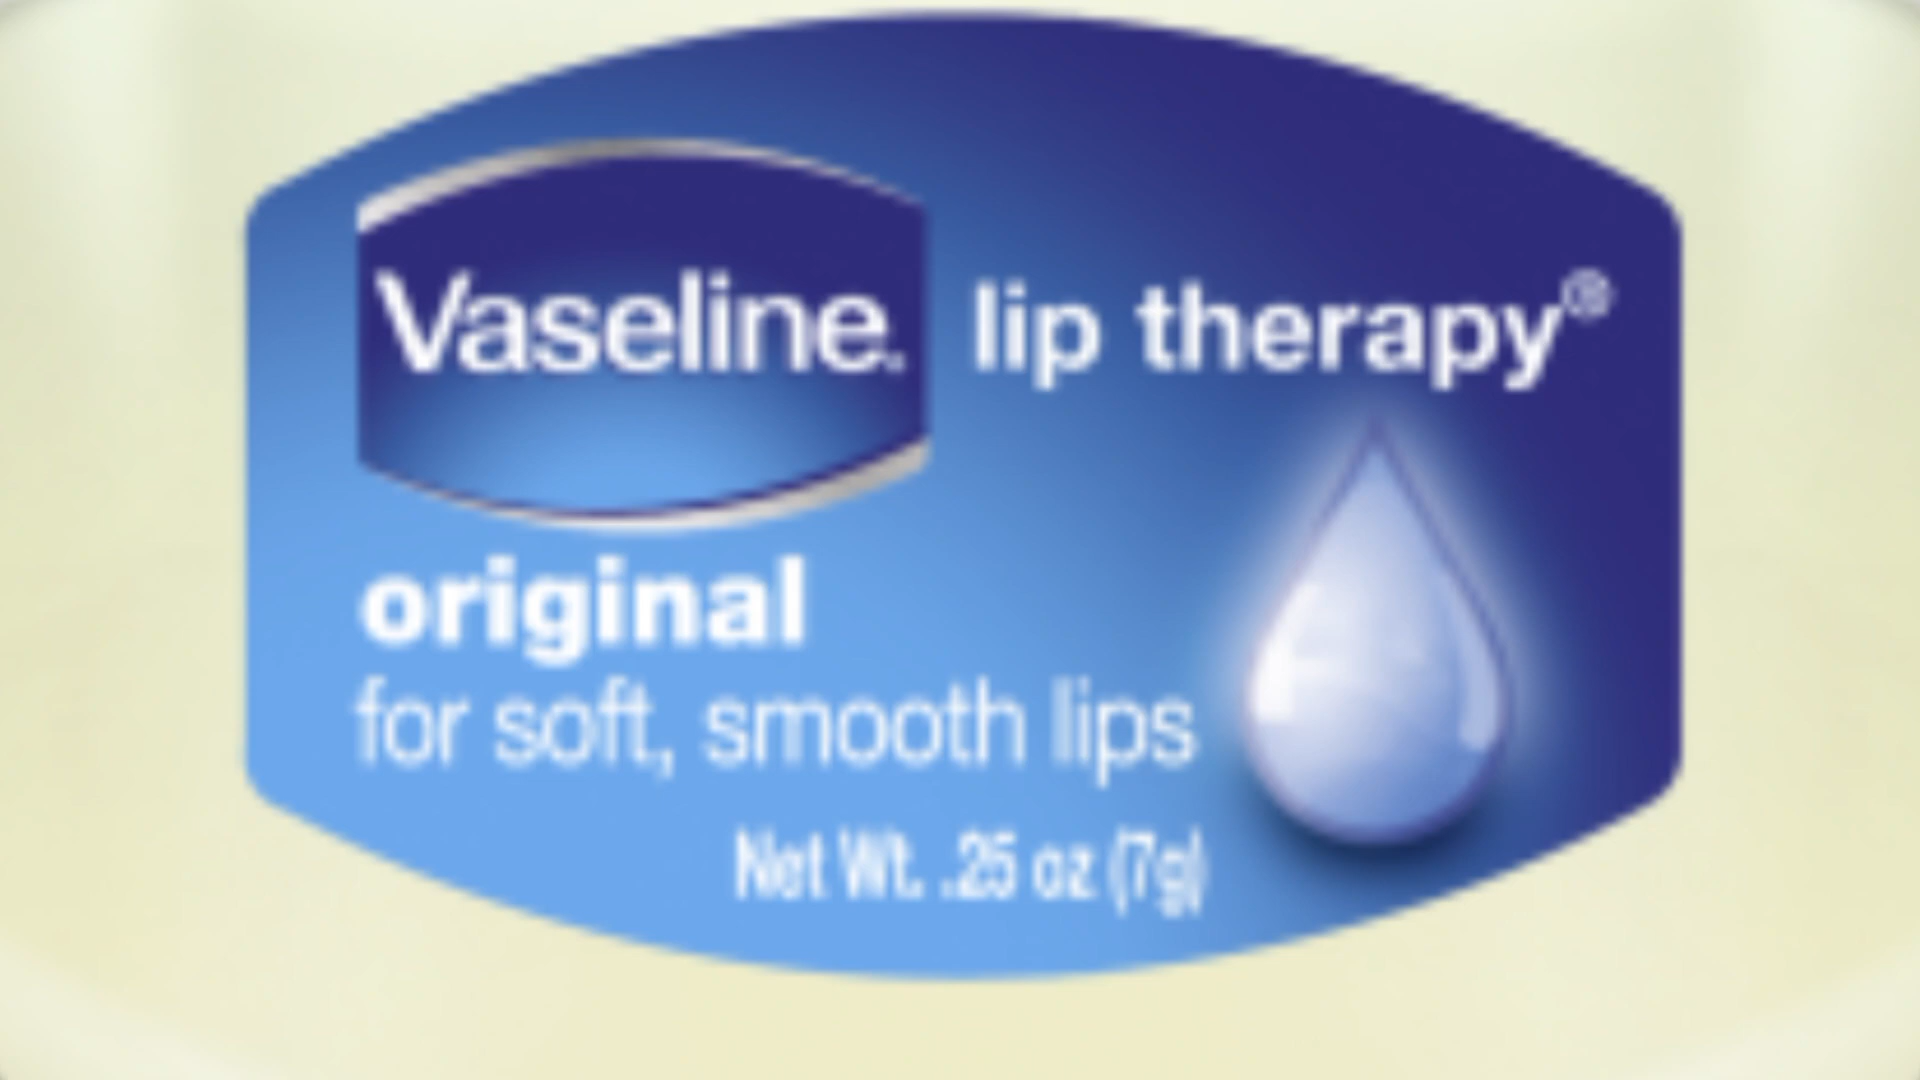 Vaseline. lip therapy®
original
for soft, smooth lips
Net Wt. .25 oz (7g)